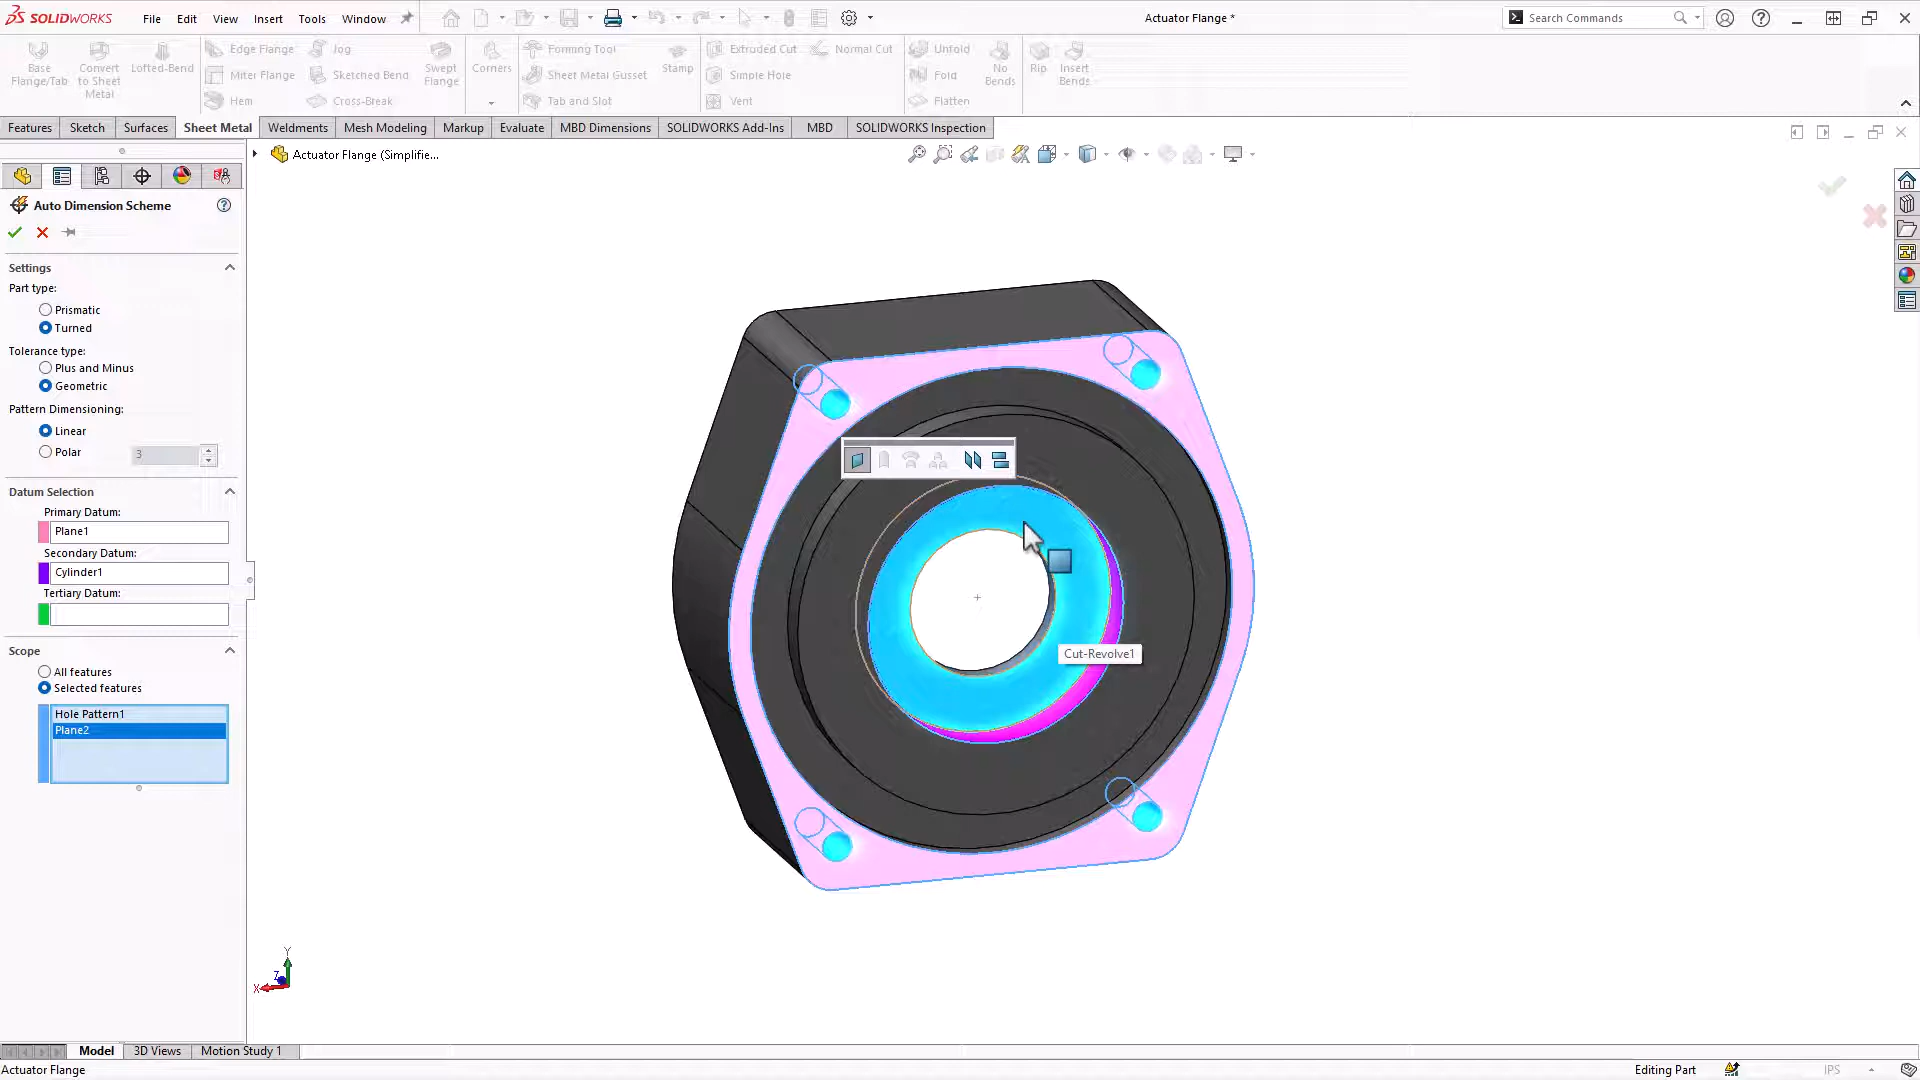 SOLIDWORKS
File Edit View Insert Tools Window
Actuator Flange *
Search Commands
Base Flange/Tab
Convert to Sheet Metal
Lofted-Bend
Edge Flange
Miter Flange
Hem
Jog
Sketched Bend
Cross-Break
Swept Flange
Corners
Forming Tool
Sheet Metal Gusset
Tab and Slot
Stamp
Extruded Cut
Simple Hole
Vent
Normal Cut
Unfold
Fold
Flatten
No Bends
Rip
Insert Bends
Features Sketch Surfaces Sheet Metal Weldments Mesh Modeling Markup Evaluate MBD Dimensions SOLIDWORKS Add-Ins MBD SOLIDWORKS Inspection
Actuator Flange (Simplifie...
Auto Dimension Scheme
Settings
Part type:
Prismatic
Turned
Tolerance type:
Plus and Minus
Geometric
Pattern Dimensioning:
Linear
Polar
3
Datum Selection
Primary Datum:
Plane1
Secondary Datum:
Cylinder1
Tertiary Datum:
Scope
All features
Selected features
Hole Pattern1
Plane2
Cut-Revolve1
Y
Z
X
Model 3D Views Motion Study 1
Actuator Flange
Editing Part
IPS